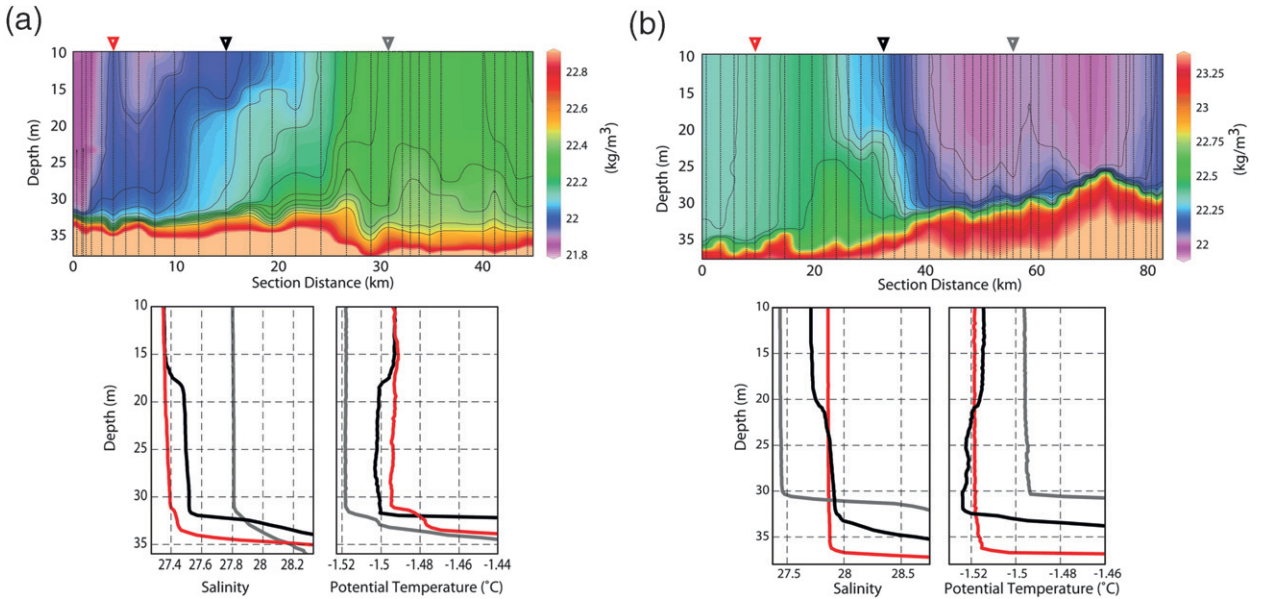 (a)
10
15
20
25
30
35
Depth (m)
0 10 20 30 40
Section Distance (km)
22.8
22.6
22.4
22.2
22
21.8
(kg/m³)
10
15
20
25
30
35
Depth (m)
27.4 27.6 27.8 28 28.2
Salinity
-1.52 -1.5 -1.48 -1.46 -1.44
Potential Temperature (˚C)
(b)
10
15
20
25
30
35
Depth (m)
0 20 40 60 80
Section Distance (km)
23.25
23
22.75
22.5
22.25
22
(kg/m³)
10
15
20
25
30
35
Depth (m)
27.5 28 28.5
Salinity
-1.52 -1.5 -1.48 -1.46
Potential Temperature (˚C)